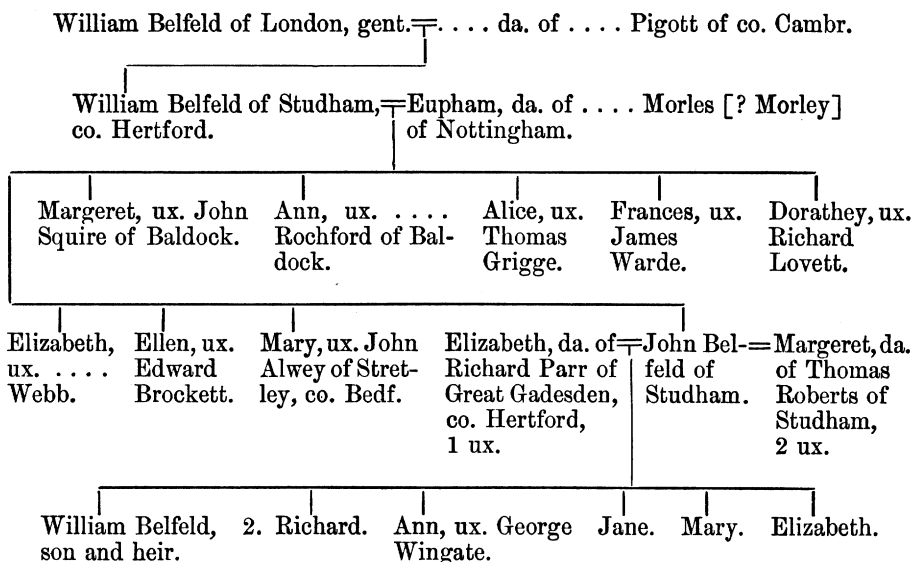 William Belfeld of London, gent.=. . . . da. of . . . . Pigott of co. Cambr.
William Belfeld of Studham,=Eupham, da. of . . . . Morles [? Morley]
co. Hertford. of Nottingham.
Margeret, ux. John
Squire of Baldock.
Ann, ux. . . . .
Rochford of Bal-
dock.
Alice, ux.
Thomas
Grigge.
Frances, ux.
James
Warde.
Dorathey, ux.
Richard
Lovett.
Elizabeth,
ux. . . . .
Webb.
Ellen, ux.
Edward
Brockett.
Mary, ux. John
Alwey of Stret-
ley, co. Bedf.
Elizabeth, da. of=
Richard Parr of
Great Gadesden,
co. Hertford,
1 ux.
John Bel-=
feld of
Studham.
Margeret, da.
of Thomas
Roberts of
Studham,
2 ux.
William Belfeld,
son and heir.
2. Richard.
Ann, ux. George
Wingate.
Jane.
Mary.
Elizabeth.